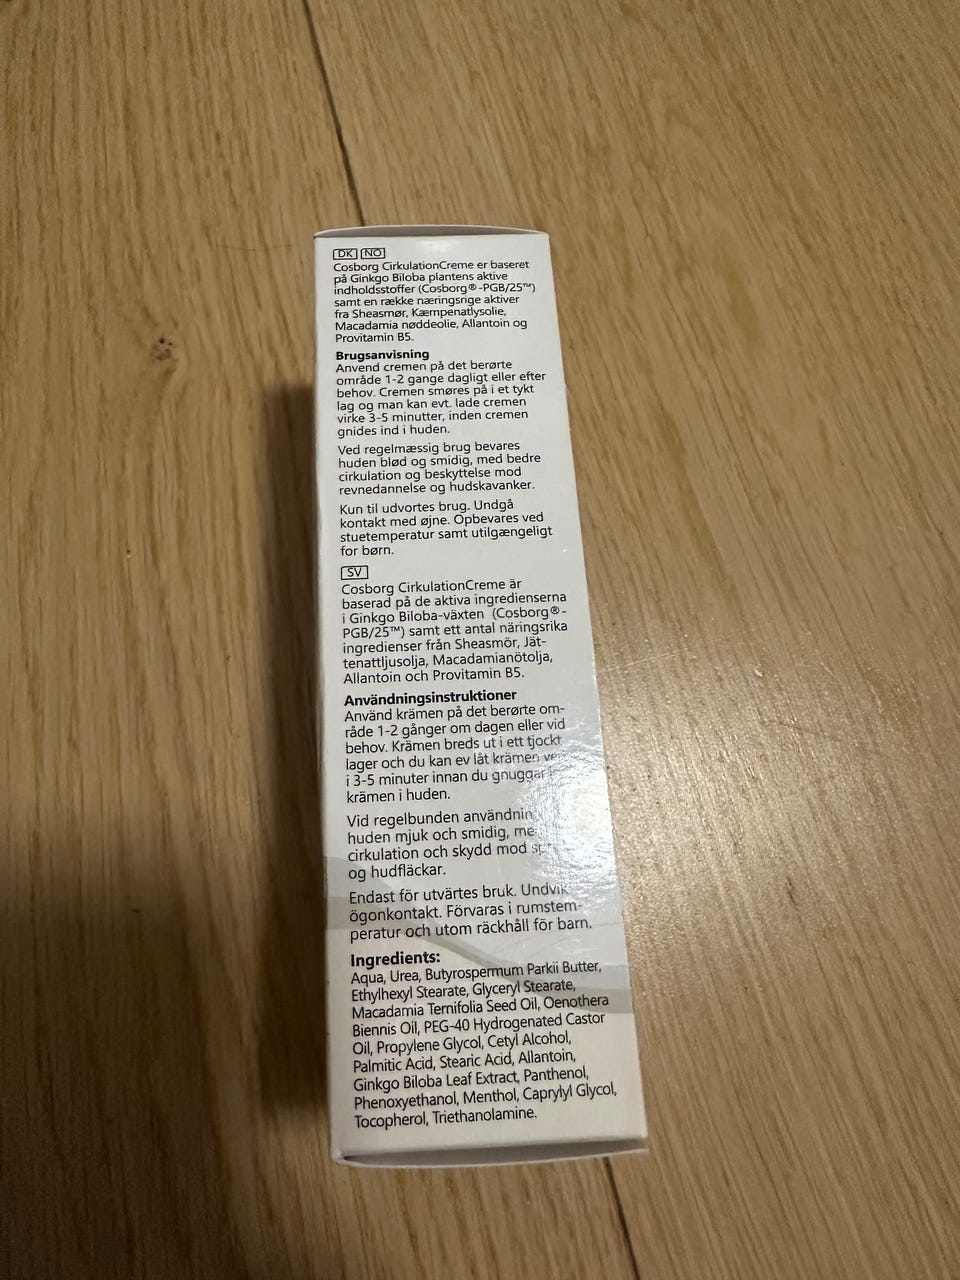 DK NO
Cosborg CirkulationCreme er baseret
på Ginkgo Biloba plantens aktive
indholdsstoffer (Cosborg®-PGB/25™)
samt en række næringsrige aktiver
fra Sheasmør, Kæmpenatlysolie,
Macadamia nøddeolie, Allantoin og
Provitamin B5.
Brugsanvisning
Anvend cremen på det berørte
område 1-2 gange dagligt eller efter
behov. Cremen smøres på i et tykt
lag og man kan evt. lade cremen
virke 3-5 minutter, inden cremen
gnides ind i huden.
Ved regelmæssig brug bevares
huden blød og smidig, med bedre
cirkulation og beskyttelse mod
revnedannelse og hudskavanker.
Kun til udvortes brug. Undgå
kontakt med øjne. Opbevares ved
stuetemperatur samt utilgængeligt
for børn.
SV
Cosborg CirkulationCreme är
baserad på de aktiva ingredienserna
i Ginkgo Biloba-växten (Cosborg®-
PGB/25™) samt ett antal näringsrika
ingredienser från Sheasmör, Jät-
tenattljusolja, Macadamianötolja,
Allantoin och Provitamin B5.
Användningsinstruktioner
Använd krämen på det berørte om-
råde 1-2 gånger om dagen eller vid
behov. Krämen breds ut i ett tjockt
lager och du kan ev låt krämen
i 3-5 minuter innan du gnuggar
krämen i huden.
Vid regelbunden
huden mjuk och smidig,
cirkulation och skydd mod
og hudfläckar.
Endast för utvärtes bruk. Undvik
ögonkontakt. Förvaras i rumstem-
peratur och utom räckhåll för barn.
Ingredients:
Aqua, Urea, Butyrospermum Parkii Butter,
Ethylhexyl Stearate, Glyceryl Stearate,
Macadamia Ternifolia Seed Oil, Oenothera
Biennis Oil, PEG-40 Hydrogenated Castor
Oil, Propylene Glycol, Cetyl Alcohol,
Palmitic Acid, Stearic Acid, Allantoin,
Ginkgo Biloba Leaf Extract, Panthenol,
Phenoxyethanol, Menthol, Caprylyl Glycol,
Tocopherol, Triethanolamine.